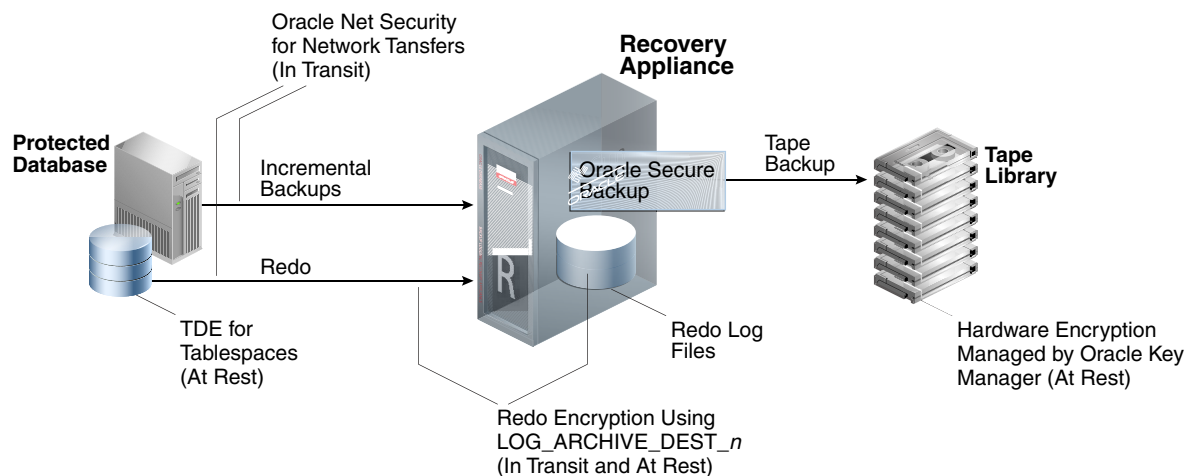 Oracle Net Security
for Network Tansfers
(In Transit)
Recovery
Appliance
Protected
Database
Incremental
Backups
Oracle Secure
Backup
Tape
Backup
Tape
Library
Redo
R
TDE for
Tablespaces
(At Rest)
Redo Log
Files
Hardware Encryption
Managed by Oracle Key
Manager (At Rest)
Redo Encryption Using
LOG_ARCHIVE_DEST_n
(In Transit and At Rest)